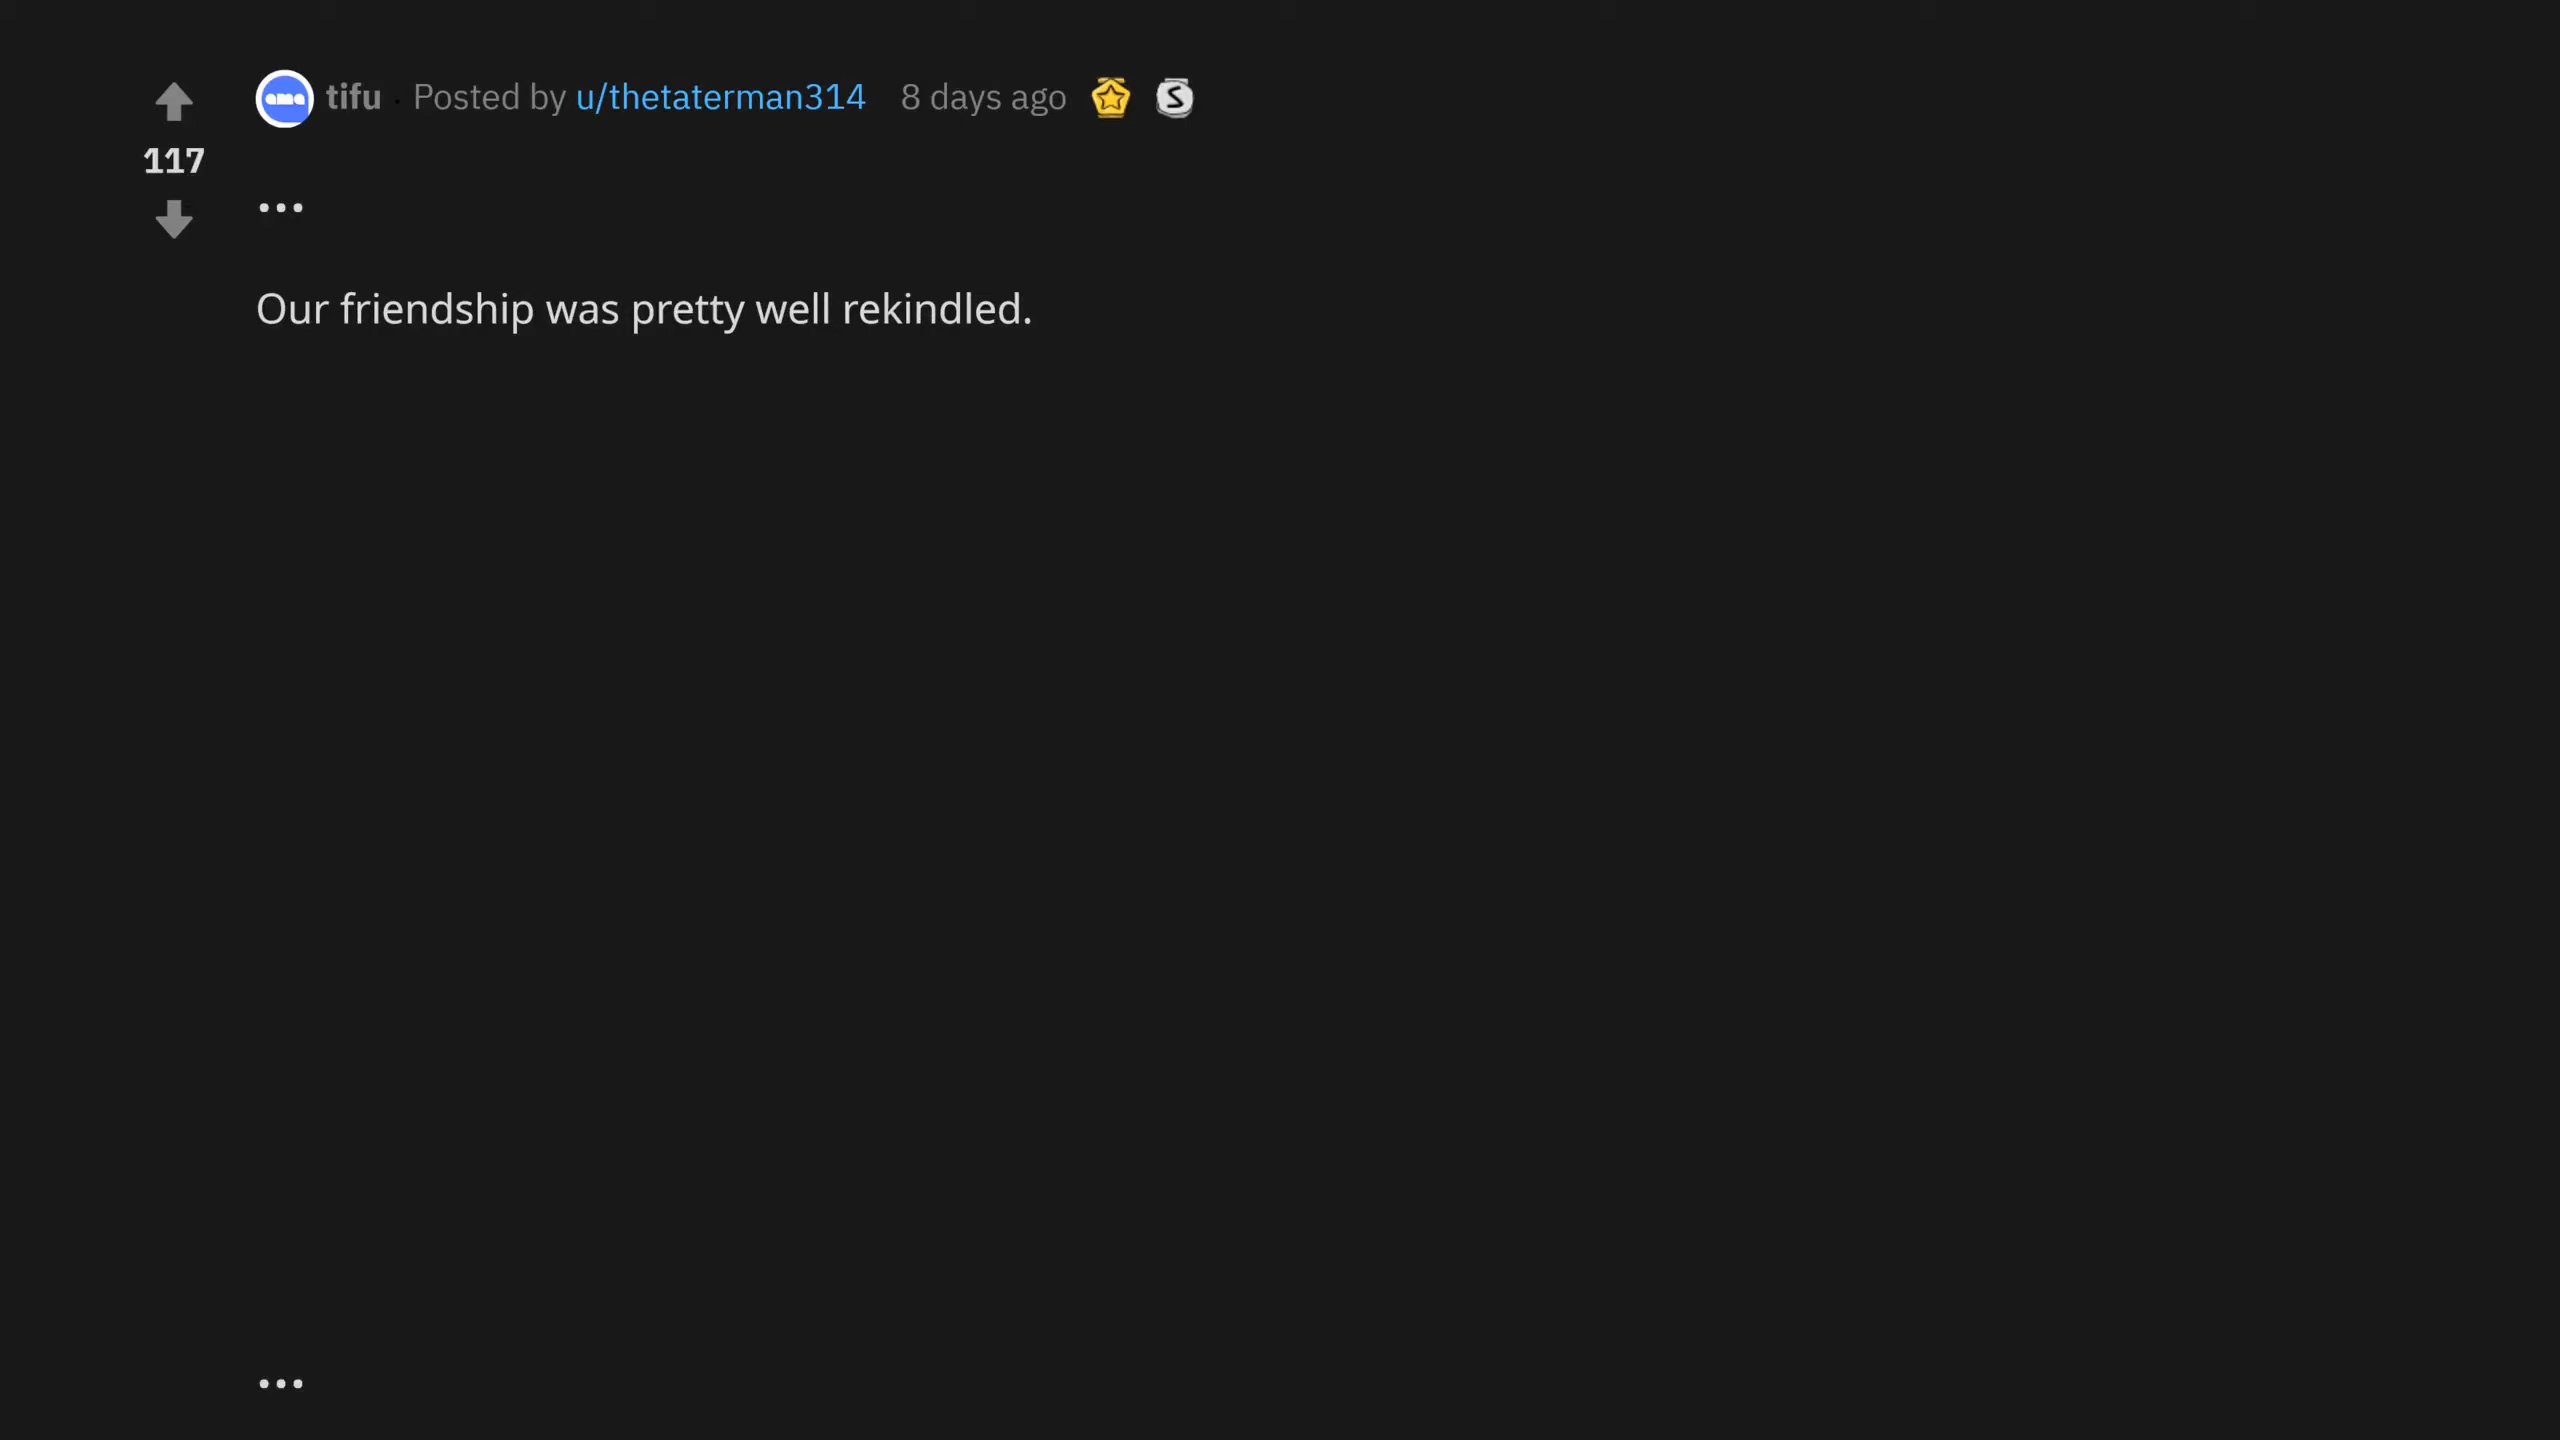 tifu · Posted by u/thetaterman314 8 days ago
117
...
Our friendship was pretty well rekindled.
...